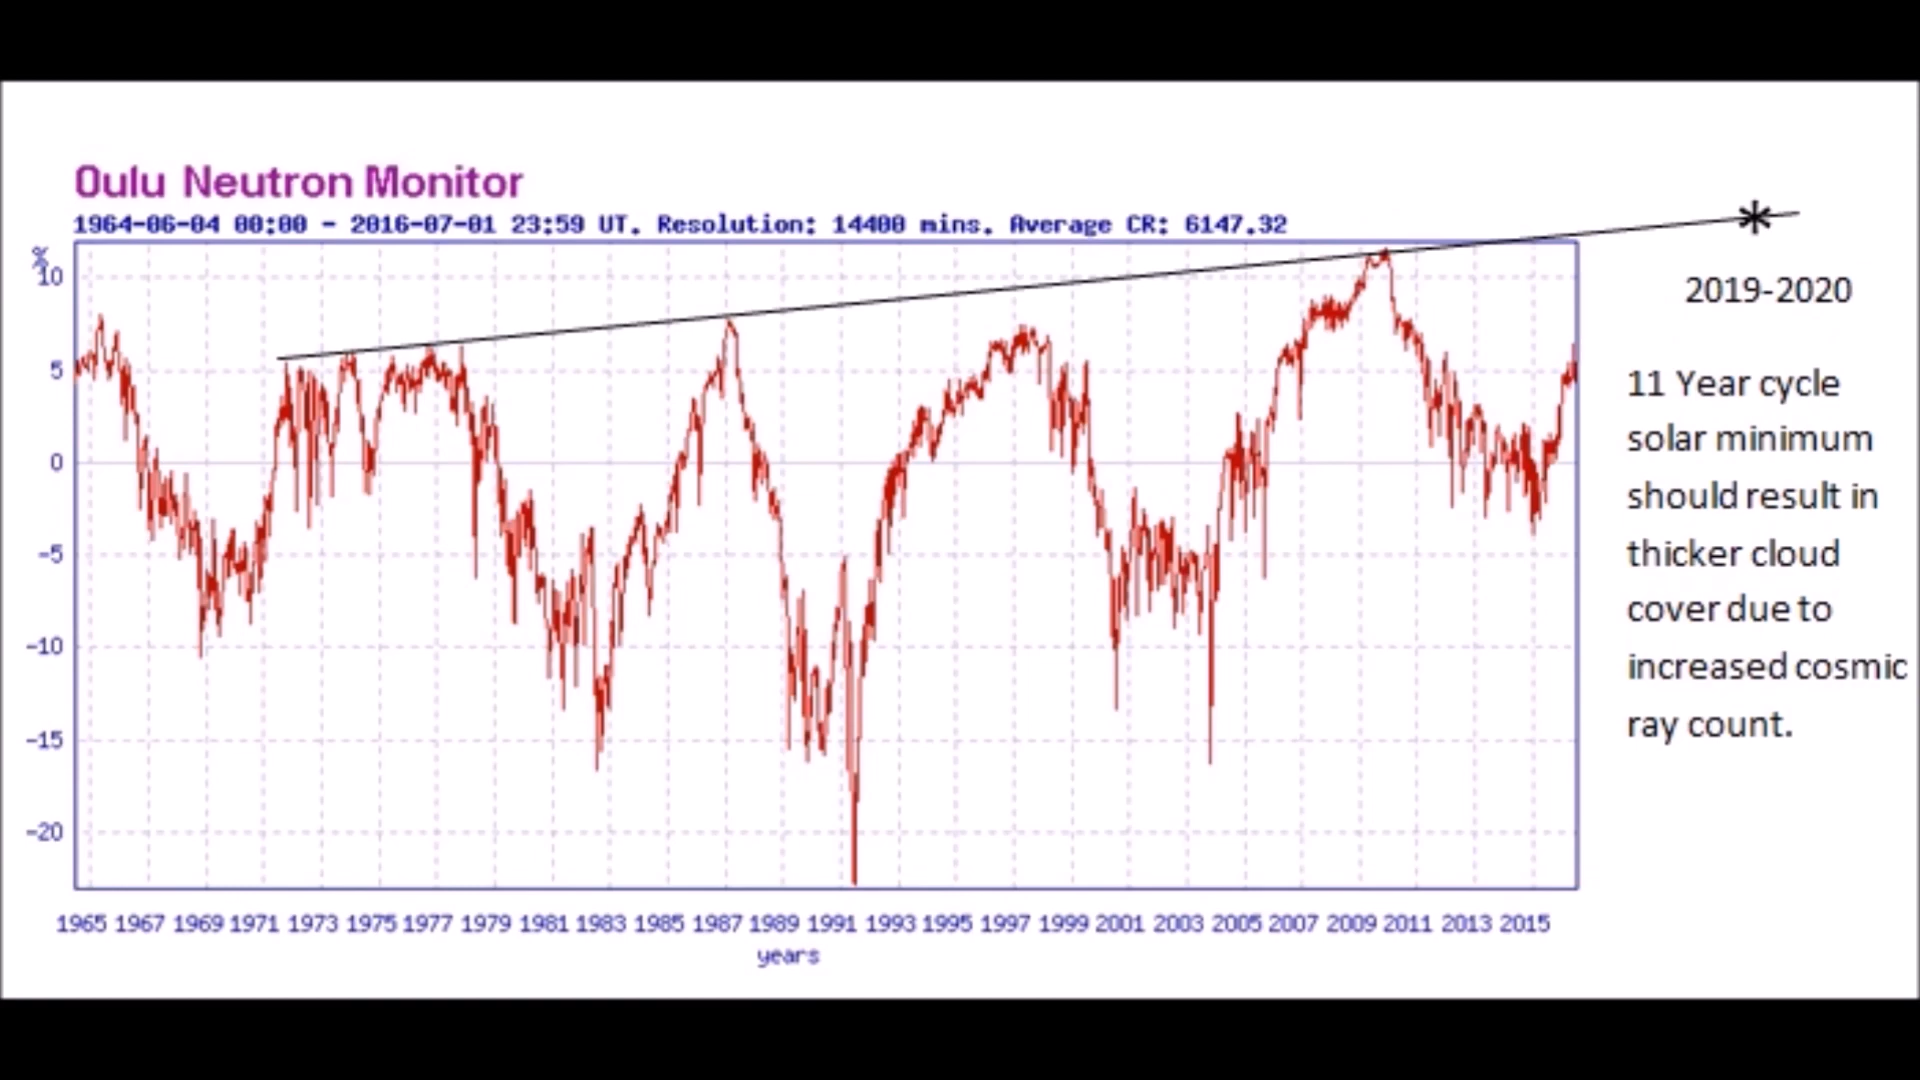 Oulu Neutron Monitor
1964-06-04 00:00 - 2016-07-01 23:59 UT. Resolution: 14400 mins. Average CR: 6147.32
%
10
5
0
-5
-10
-15
-20
1965 1967 1969 1971 1973 1975 1977 1979 1981 1983 1985 1987 1989 1991 1993 1995 1997 1999 2001 2003 2005 2007 2009 2011 2013 2015
years
*
2019-2020
11 Year cycle
solar minimum
should result in
thicker cloud
cover due to
increased cosmic
ray count.